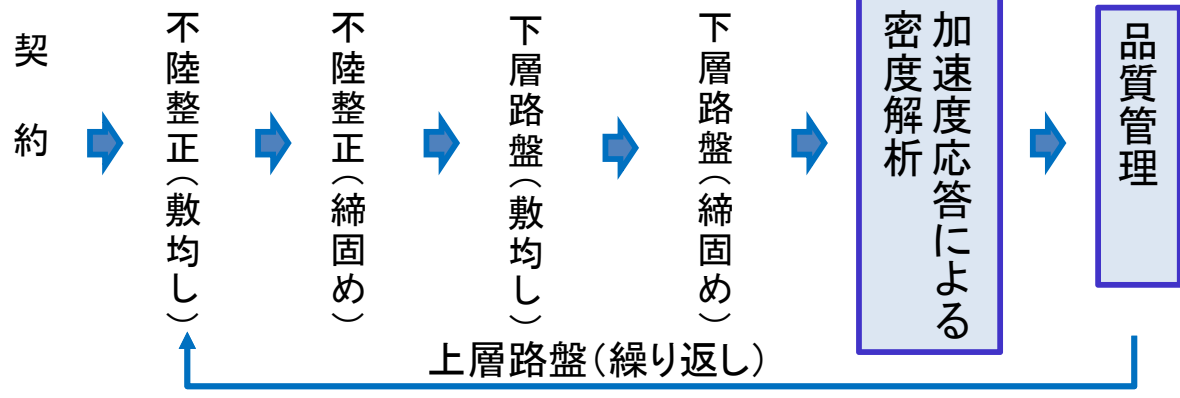 契約
不陸整正（敷均し）
不陸整正（締固め）
下層路盤（敷均し）
下層路盤（締固め）
加速度応答による
密度解析
品質管理
上層路盤（繰り返し）